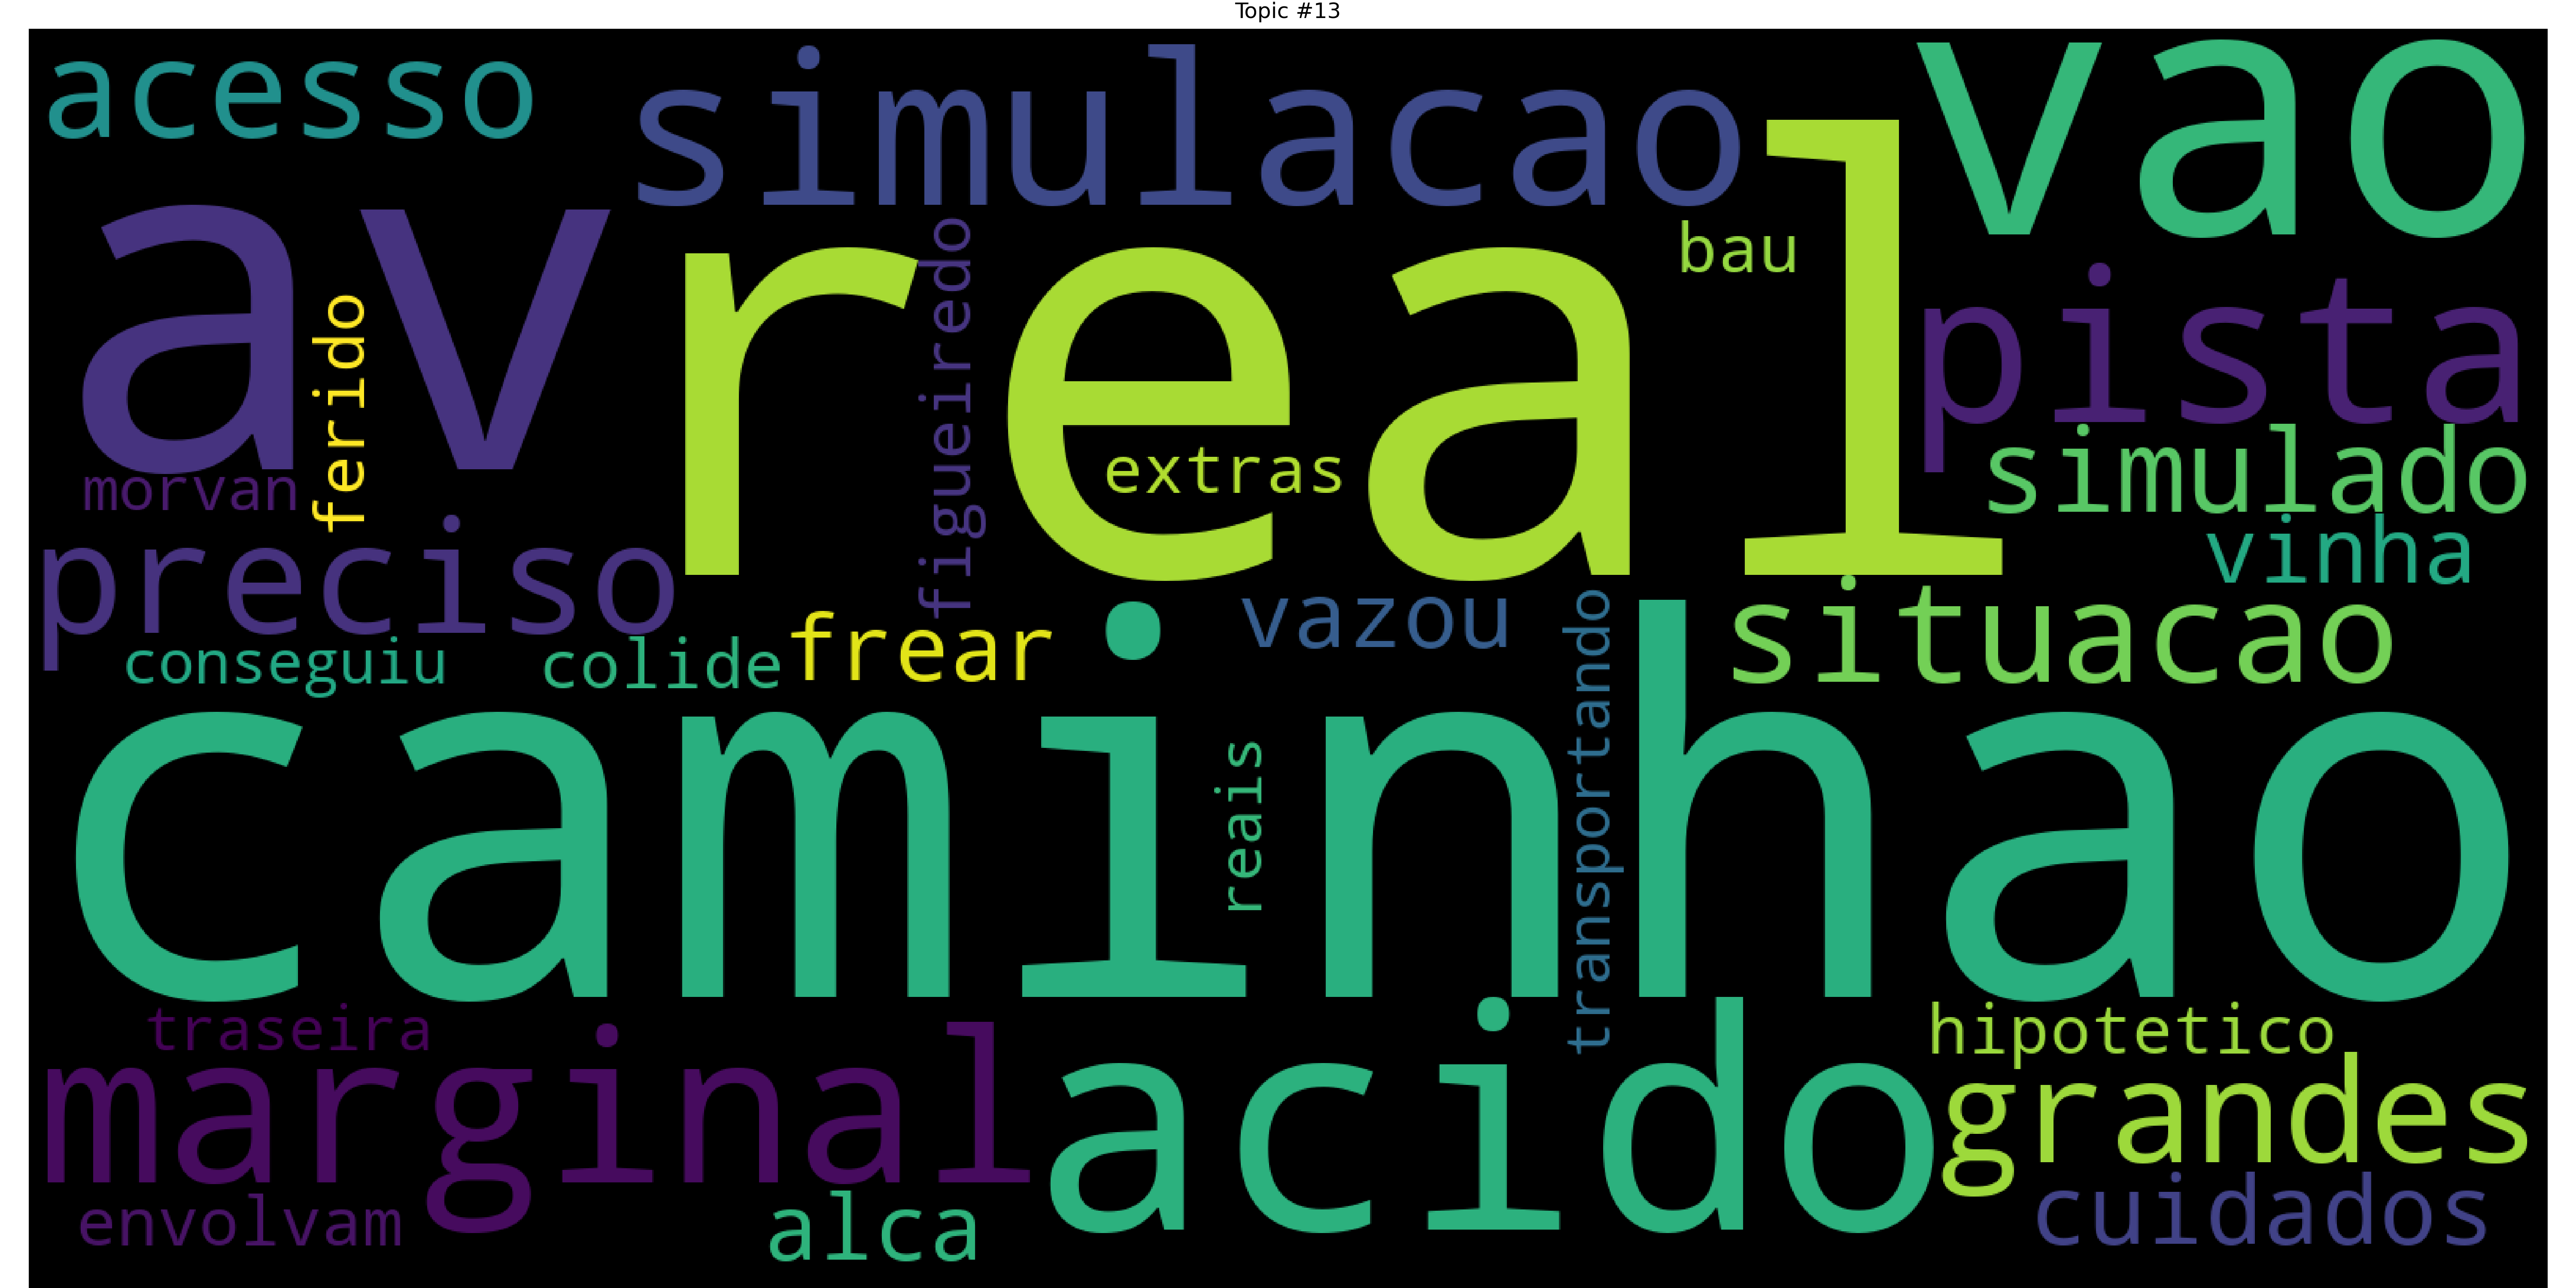 Topic #13
acesso
simulacao
vao
av
real
bau
pista
ferido
figueiredo
morvan
extras
simulado
preciso
vinha
conseguiu
colide
frear
vazou
transportando
situacao
caminhao
reais
traseira
marginal
acido
hipotetico
grandes
envolvam
alca
cuidados